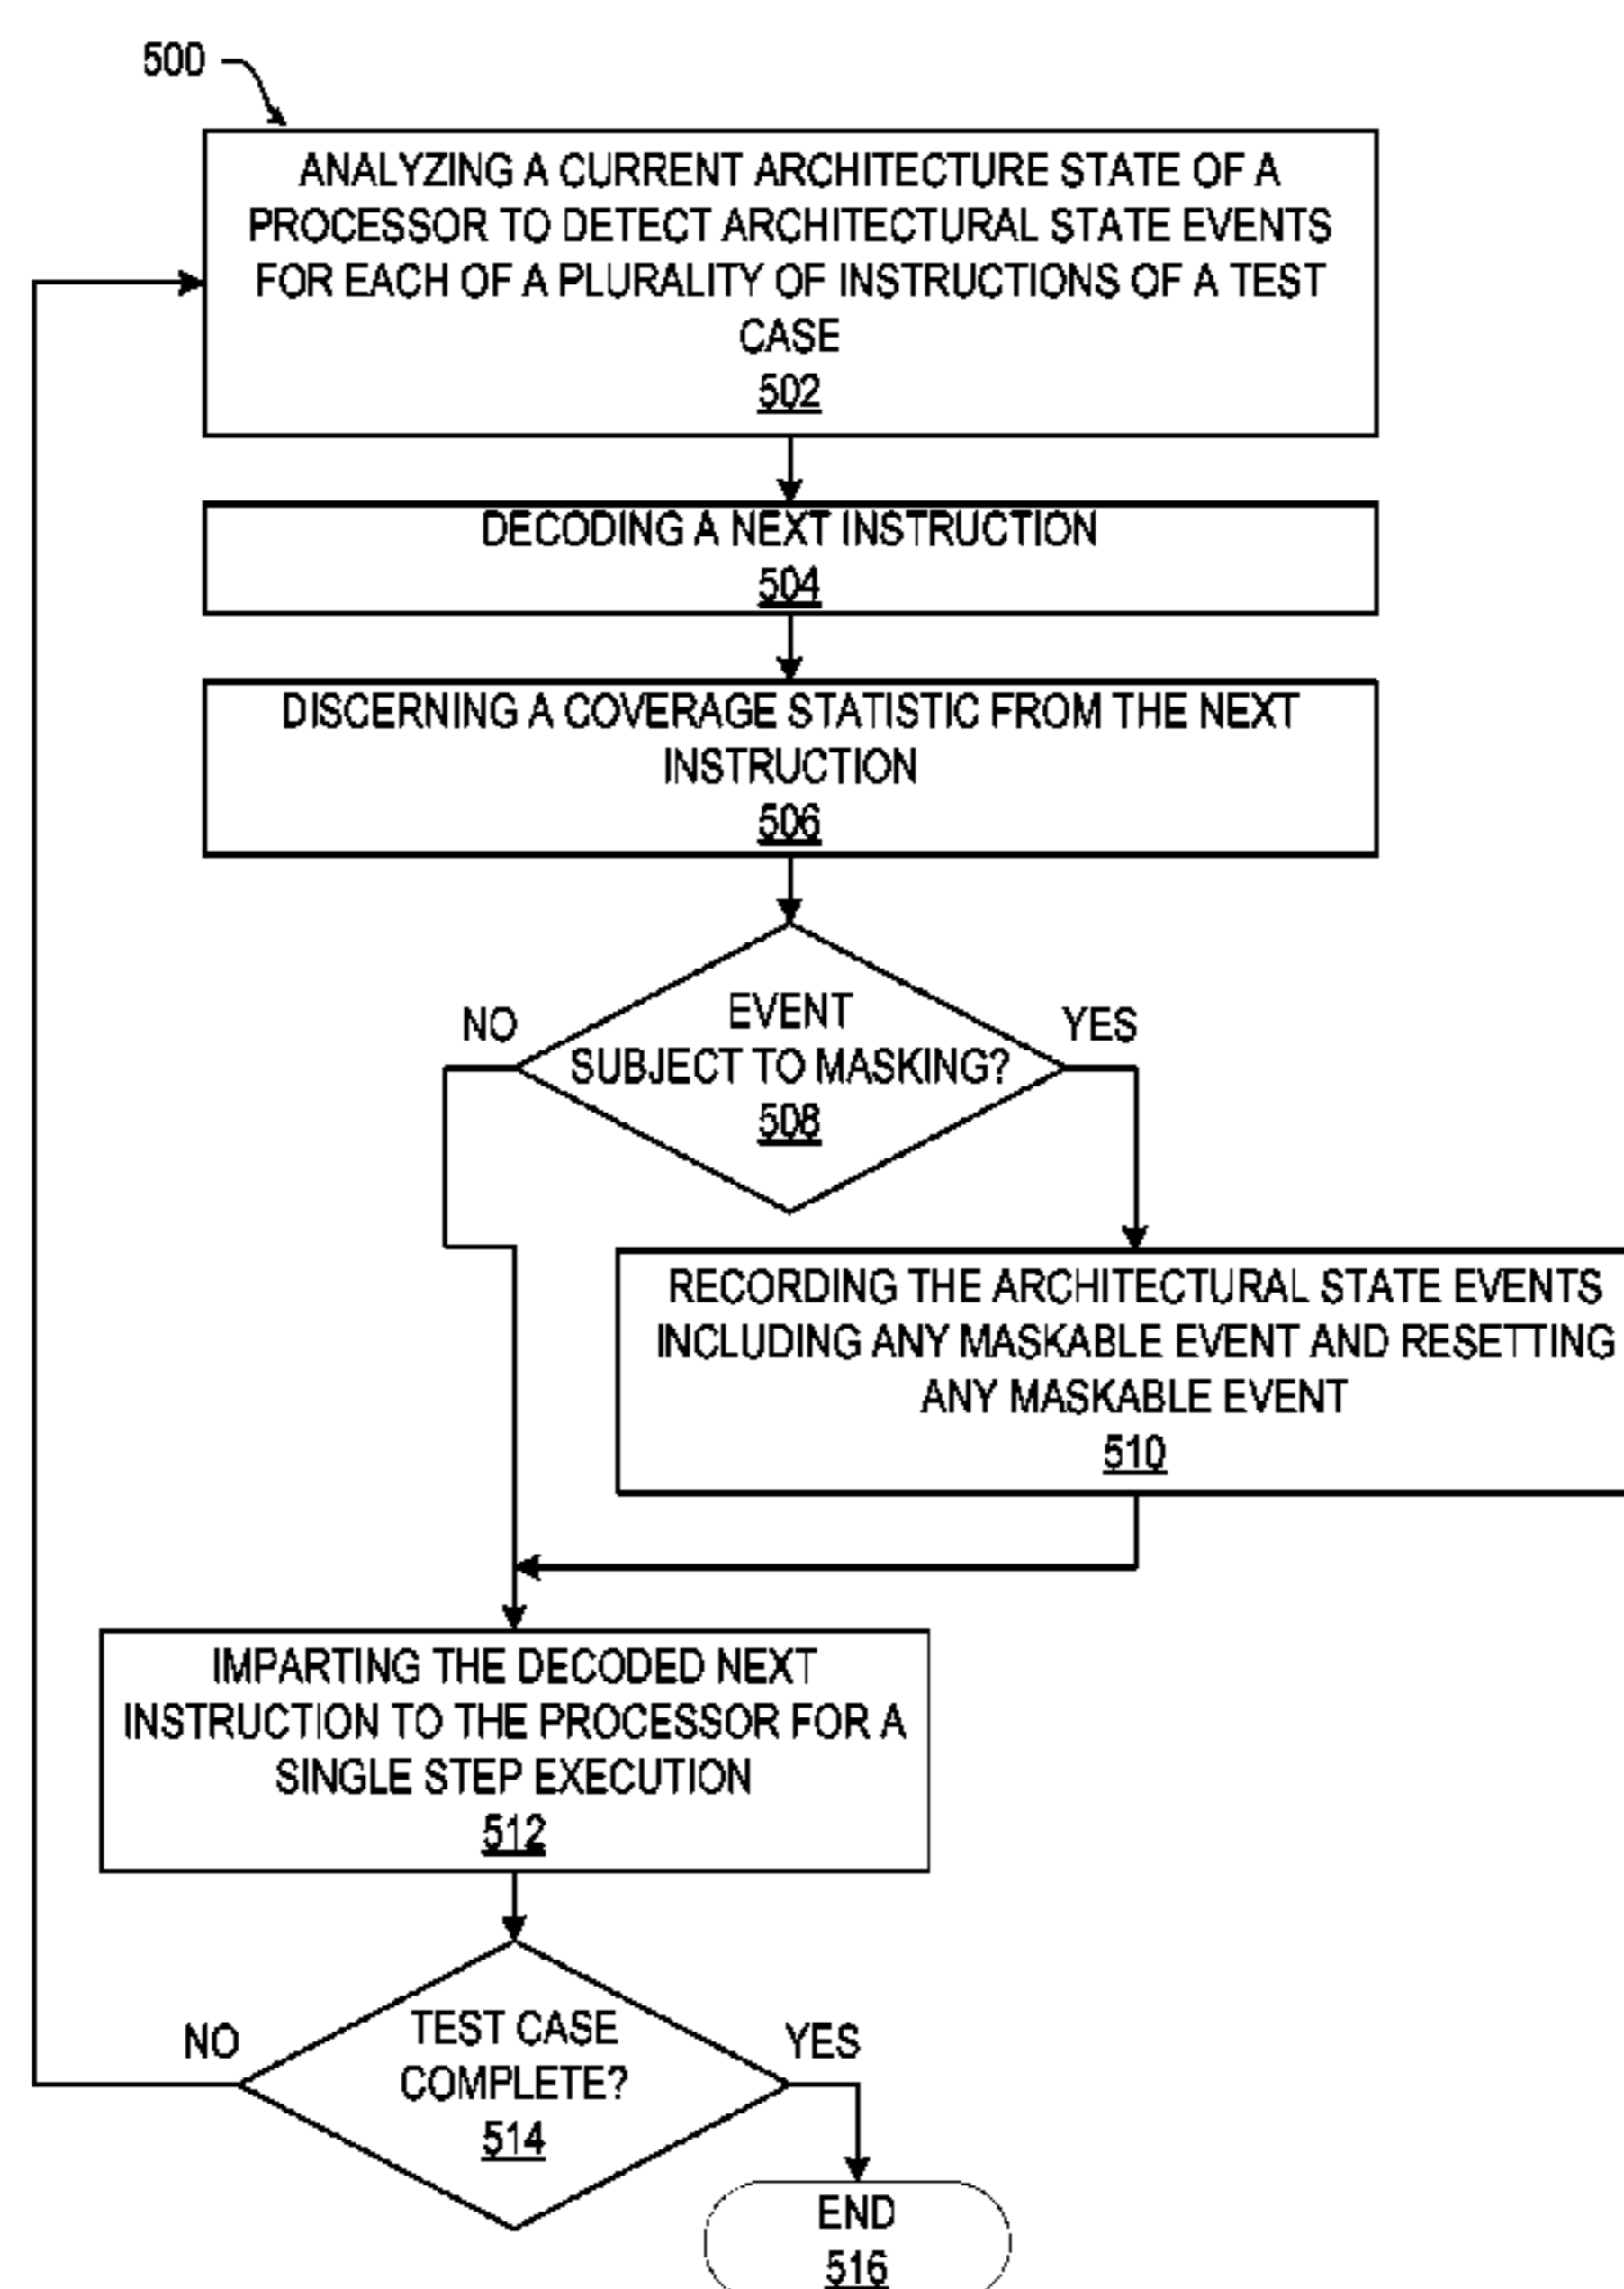 500
ANALYZING A CURRENT ARCHITECTURE STATE OF A
PROCESSOR TO DETECT ARCHITECTURAL STATE EVENTS
FOR EACH OF A PLURALITY OF INSTRUCTIONS OF A TEST
CASE
502
DECODING A NEXT INSTRUCTION
504
DISCERNING A COVERAGE STATISTIC FROM THE NEXT
INSTRUCTION
506
NO
EVENT
SUBJECT TO MASKING?
508
YES
RECORDING THE ARCHITECTURAL STATE EVENTS
INCLUDING ANY MASKABLE EVENT AND RESETTING
ANY MASKABLE EVENT
510
IMPARTING THE DECODED NEXT
INSTRUCTION TO THE PROCESSOR FOR A
SINGLE STEP EXECUTION
512
NO
TEST CASE
COMPLETE?
514
YES
END
516